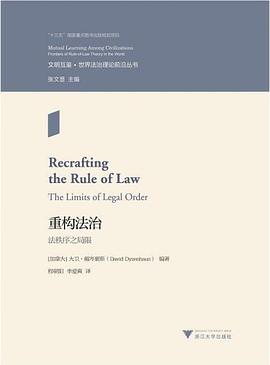 "十三五"国家重点图书出版规划项目
Mutual Learning Among Civilizations
Frontiers of Rule-of-Law Theory in the World
文明互鉴·世界法治理论前沿丛书
张文显 主编
Recrafting
the Rule of Law
The Limits of Legal Order
重构法治
法秩序之局限
[加拿大] 大卫·戴岑豪斯（David Dyzenhaus） 编著
程朝阳 李爱爽 译
浙江大学出版社